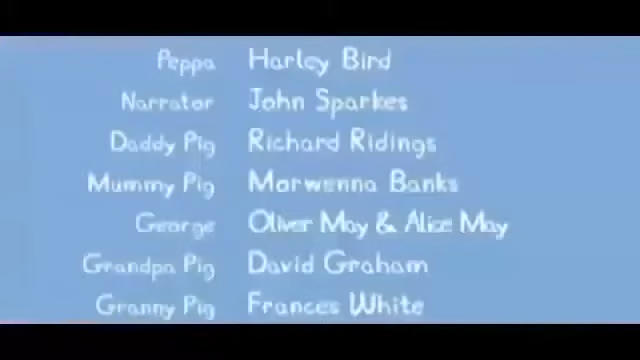 Peppa Harley Bird
Narrator John Sparkes
Daddy Pig Richard Ridings
Mummy Pig Morwenna Banks
George Oliver May & Alice May
Grandpa Pig David Graham
Granny Pig Frances White